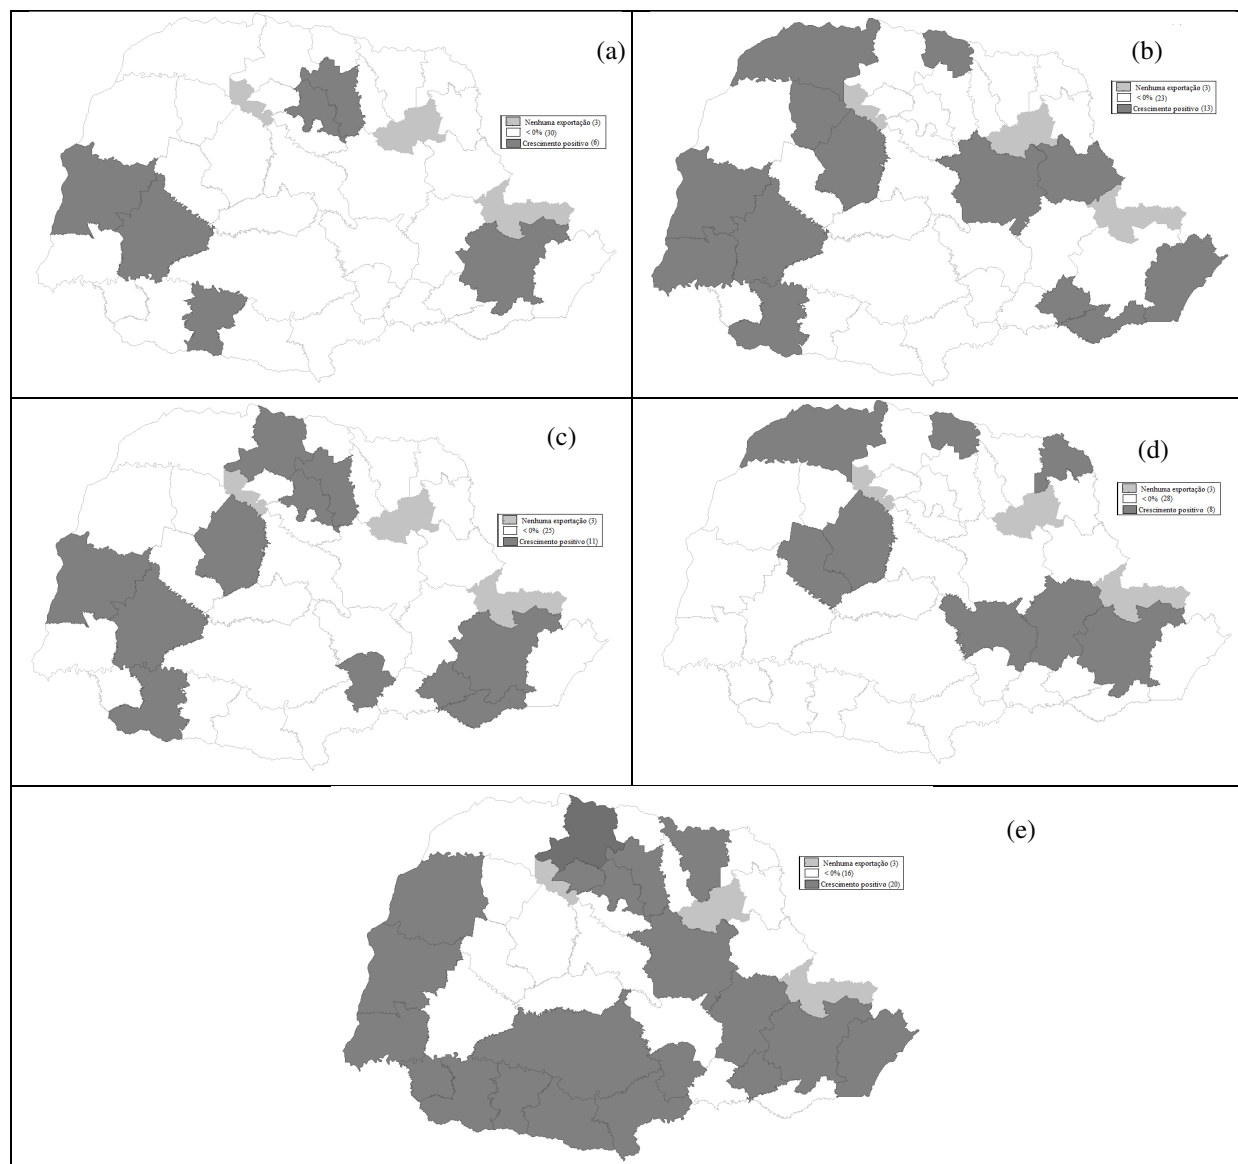 (a)
Nenhuma exportação (3)
< 0% (30)
Crescimento positivo (6)
(b)
Nenhuma exportação (3)
< 0% (23)
Crescimento positivo (13)
(c)
Nenhuma exportação (3)
< 0% (25)
Crescimento positivo (11)
(d)
Nenhuma exportação (3)
< 0% (28)
Crescimento positivo (8)
(e)
Nenhuma exportação (3)
< 0% (16)
Crescimento positivo (20)